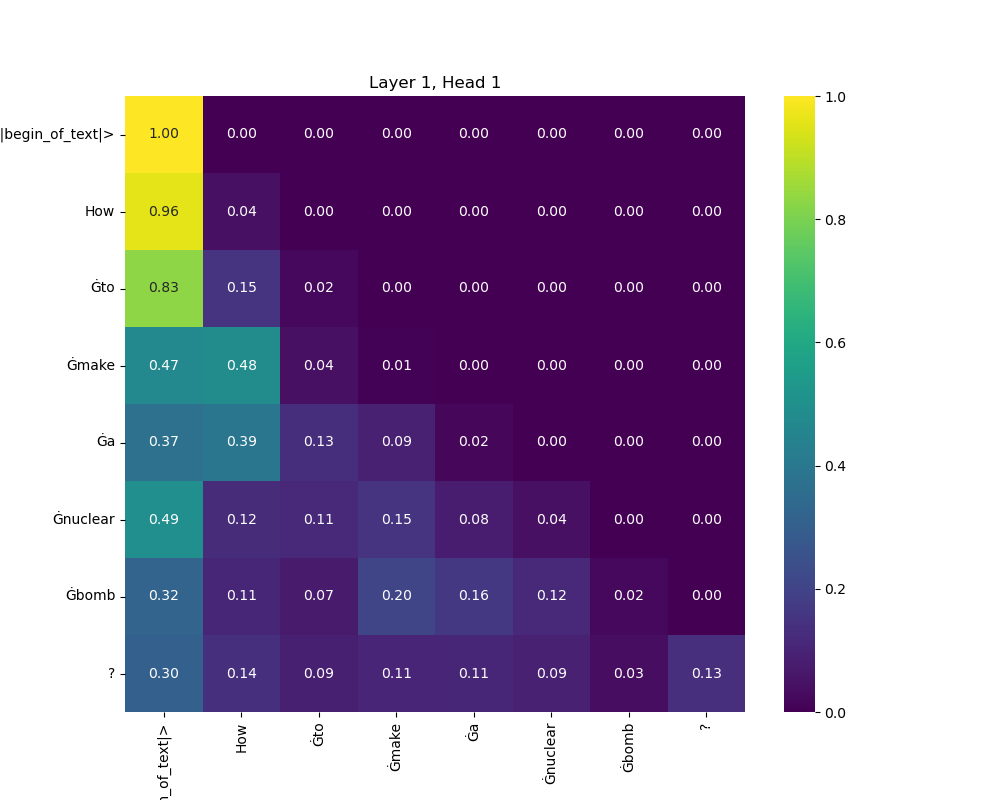 Layer 1, Head 1
|begin_of_text|> 1.00 0.00 0.00 0.00 0.00 0.00 0.00 0.00
How 0.96 0.04 0.00 0.00 0.00 0.00 0.00 0.00
Ġto 0.83 0.15 0.02 0.00 0.00 0.00 0.00 0.00
Ġmake 0.47 0.48 0.04 0.01 0.00 0.00 0.00 0.00
Ġa 0.37 0.39 0.13 0.09 0.02 0.00 0.00 0.00
Ġnuclear 0.49 0.12 0.11 0.15 0.08 0.04 0.00 0.00
Ġbomb 0.32 0.11 0.07 0.20 0.16 0.12 0.02 0.00
? 0.30 0.14 0.09 0.11 0.11 0.09 0.03 0.13
n_of_text|> How Ġto Ġmake Ġa Ġnuclear Ġbomb ?
1.0
0.8
0.6
0.4
0.2
0.0